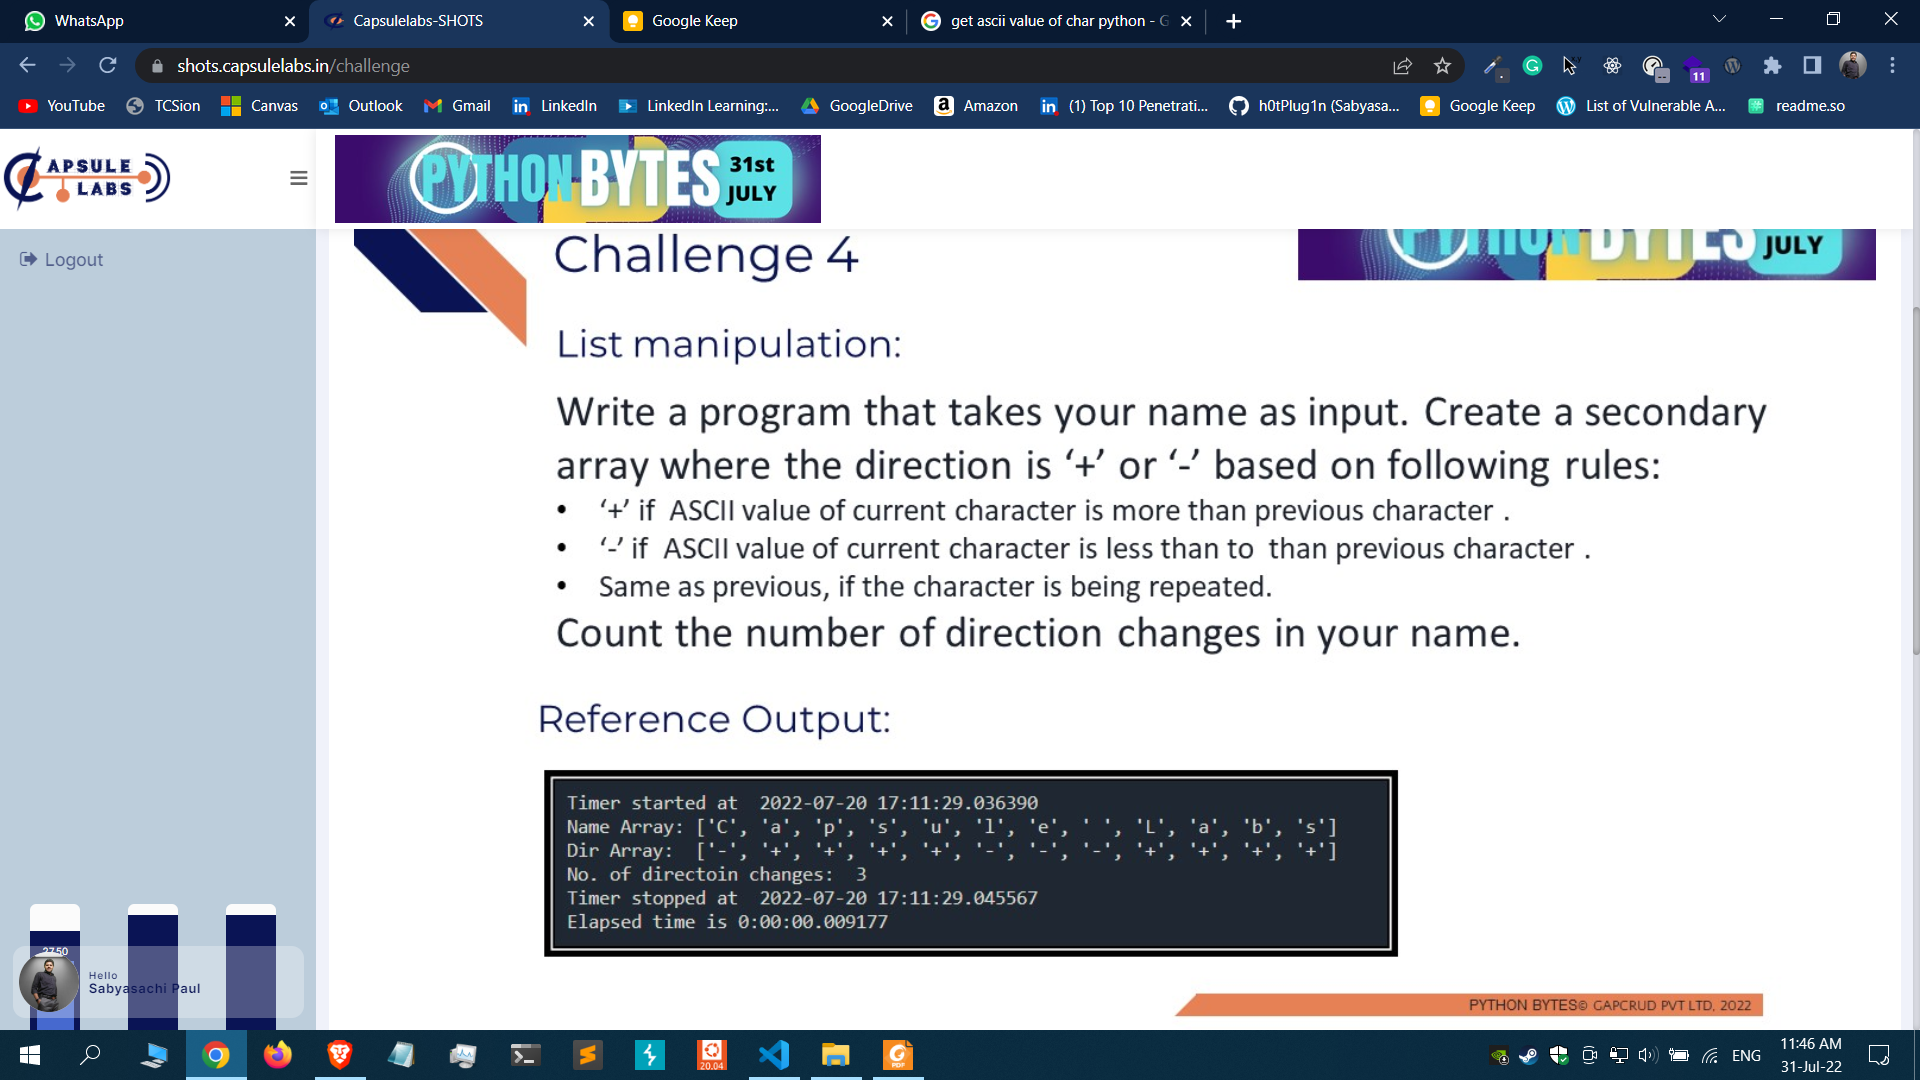 WhatsApp
Capsulelabs-SHOTS
Google Keep
get ascii value of char python - G
shots.capsulelabs.in/challenge
11
YouTube
TCSion
Canvas
Outlook
Gmail
LinkedIn
LinkedIn Learning:...
GoogleDrive
Amazon
(1) Top 10 Penetrati...
h0tPlug1n (Sabyasa...
Google Keep
List of Vulnerable A...
readme.so
CAPSULE
LABS
PYTHON BYTES 31st
JULY
Logout
Challenge 4
PYTHON BYTES JULY
List manipulation:
Write a program that takes your name as input. Create a secondary
array where the direction is ‘+’ or ‘-’ based on following rules:
• ‘+’ if ASCII value of current character is more than previous character .
• ‘-’ if ASCII value of current character is less than to than previous character .
• Same as previous, if the character is being repeated.
Count the number of direction changes in your name.
Reference Output:
Timer started at 2022-07-20 17:11:29.036390
Name Array: ['C', 'a', 'p', 's', 'u', 'l', 'e', ' ', 'L', 'a', 'b', 's']
Dir Array: ['-', '+', '+', '+', '+', '-', '-', '-', '+', '+', '+', '+']
No. of directoin changes: 3
Timer stopped at 2022-07-20 17:11:29.045567
Elapsed time is 0:00:00.009177
2750
Hello
Sabyasachi Paul
PYTHON BYTES© GAPCRUD PVT LTD, 2022
20.04
PDF
ENG
11:46 AM
31-Jul-22